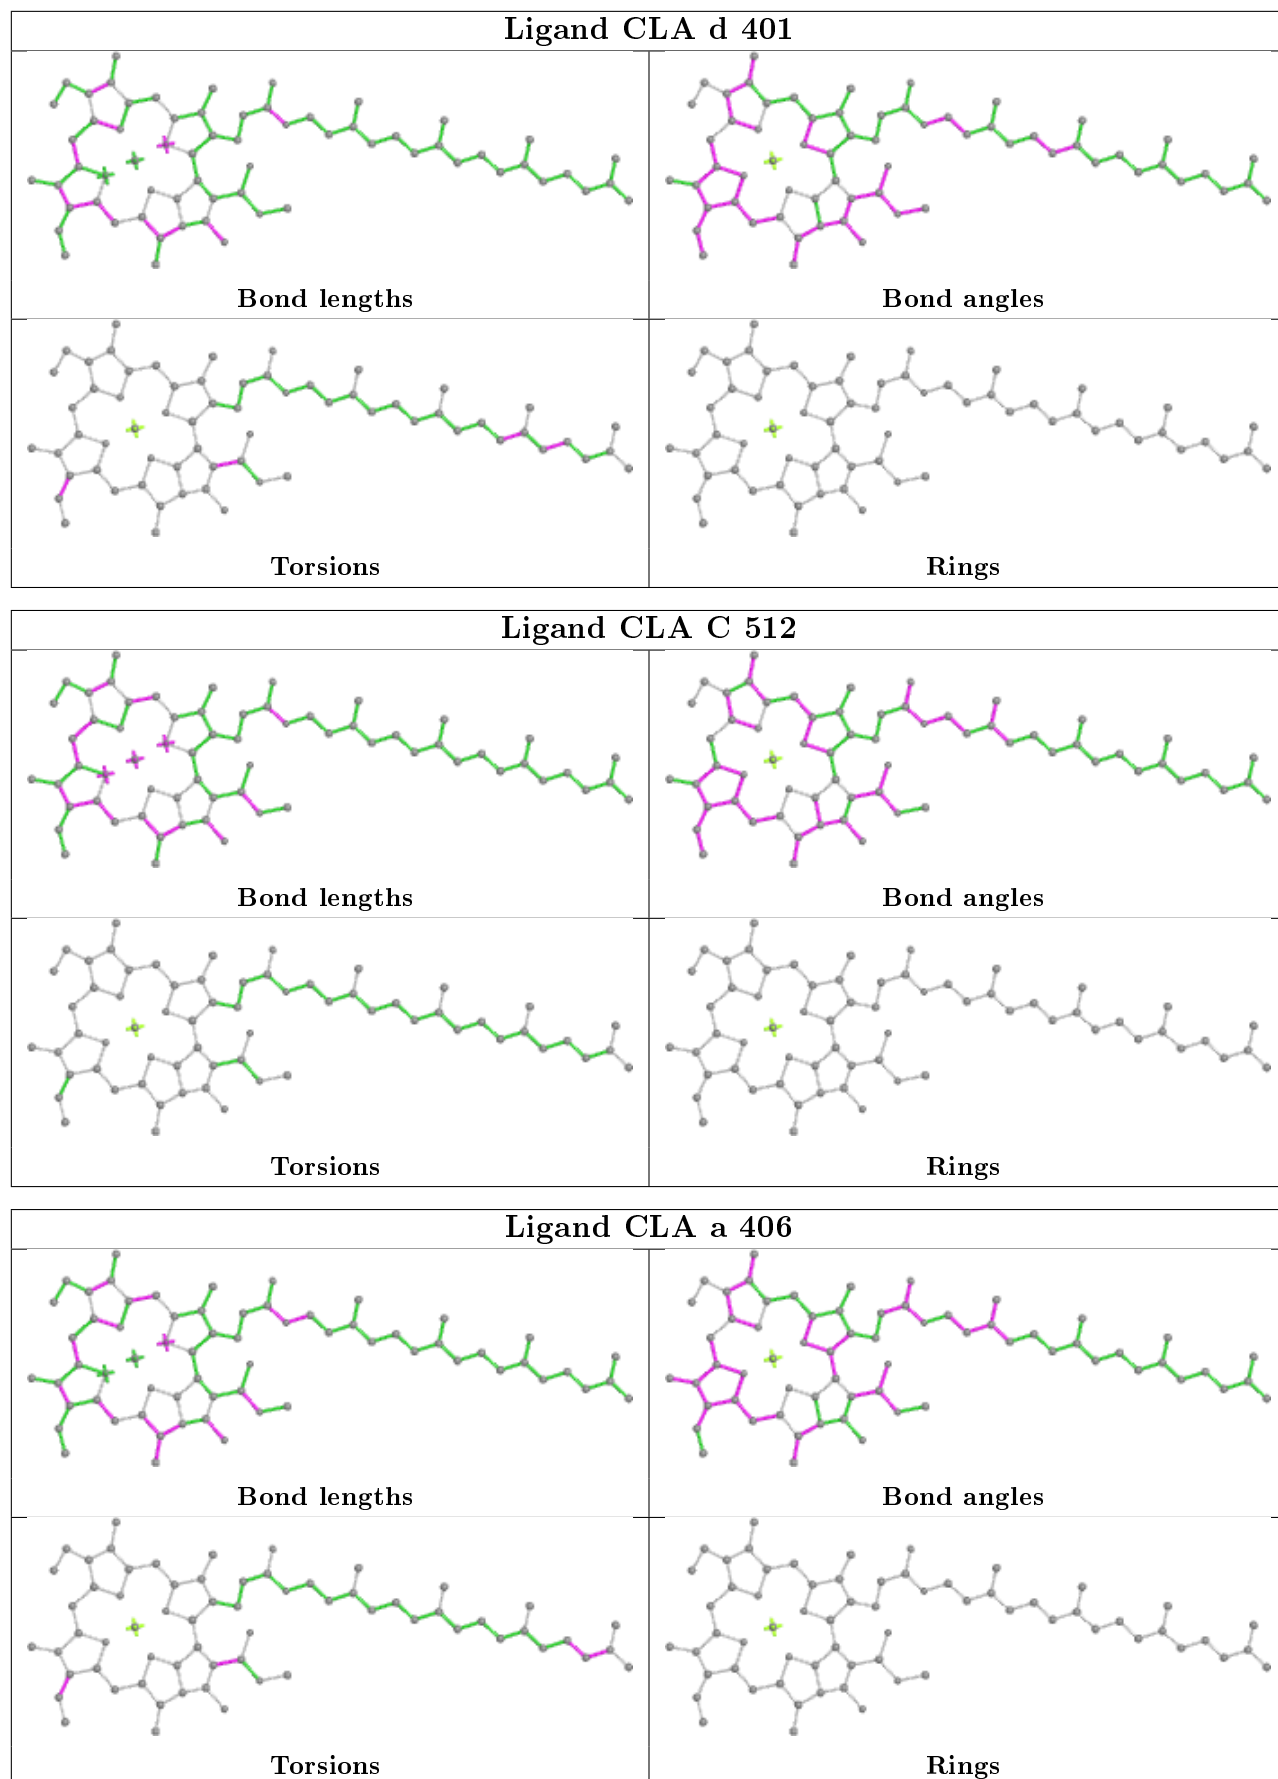 Ligand CLA d 401
Bond lengths
Bond angles
Torsions
Rings
Ligand CLA C 512
Bond lengths
Bond angles
Torsions
Rings
Ligand CLA a 406
Bond lengths
Bond angles
Torsions
Rings